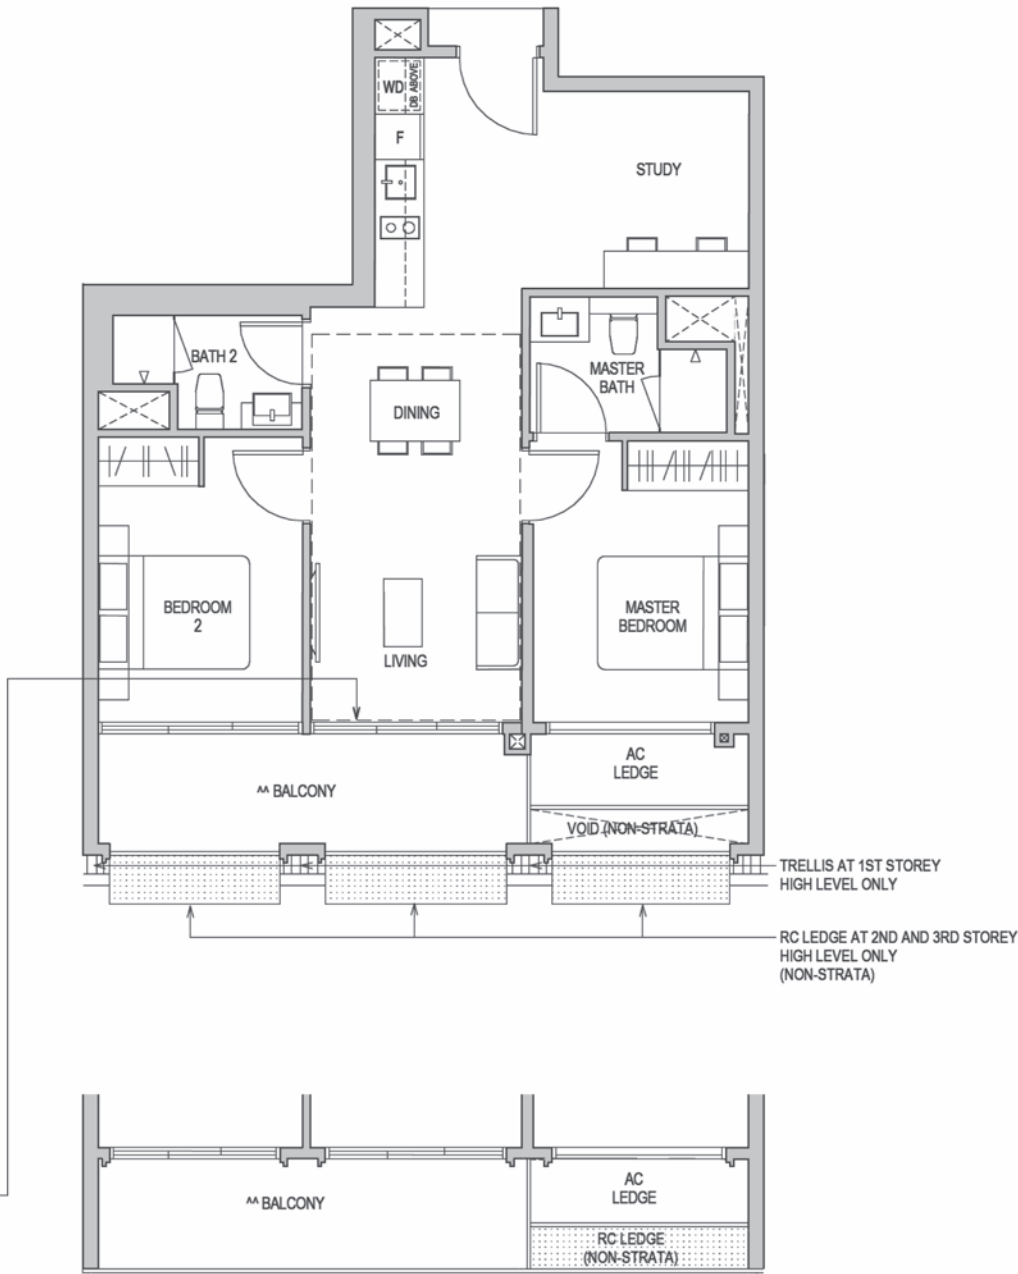 WD
DB ABOVE
F
STUDY
BATH 2
MASTER
BATH
DINING
BEDROOM
2
MASTER
BEDROOM
LIVING
AC
LEDGE
^^ BALCONY
VOID (NON-STRATA)
TRELLIS AT 1ST STOREY
HIGH LEVEL ONLY
RC LEDGE AT 2ND AND 3RD STOREY
HIGH LEVEL ONLY
(NON-STRATA)
AC
LEDGE
^^ BALCONY
RC LEDGE
(NON-STRATA)